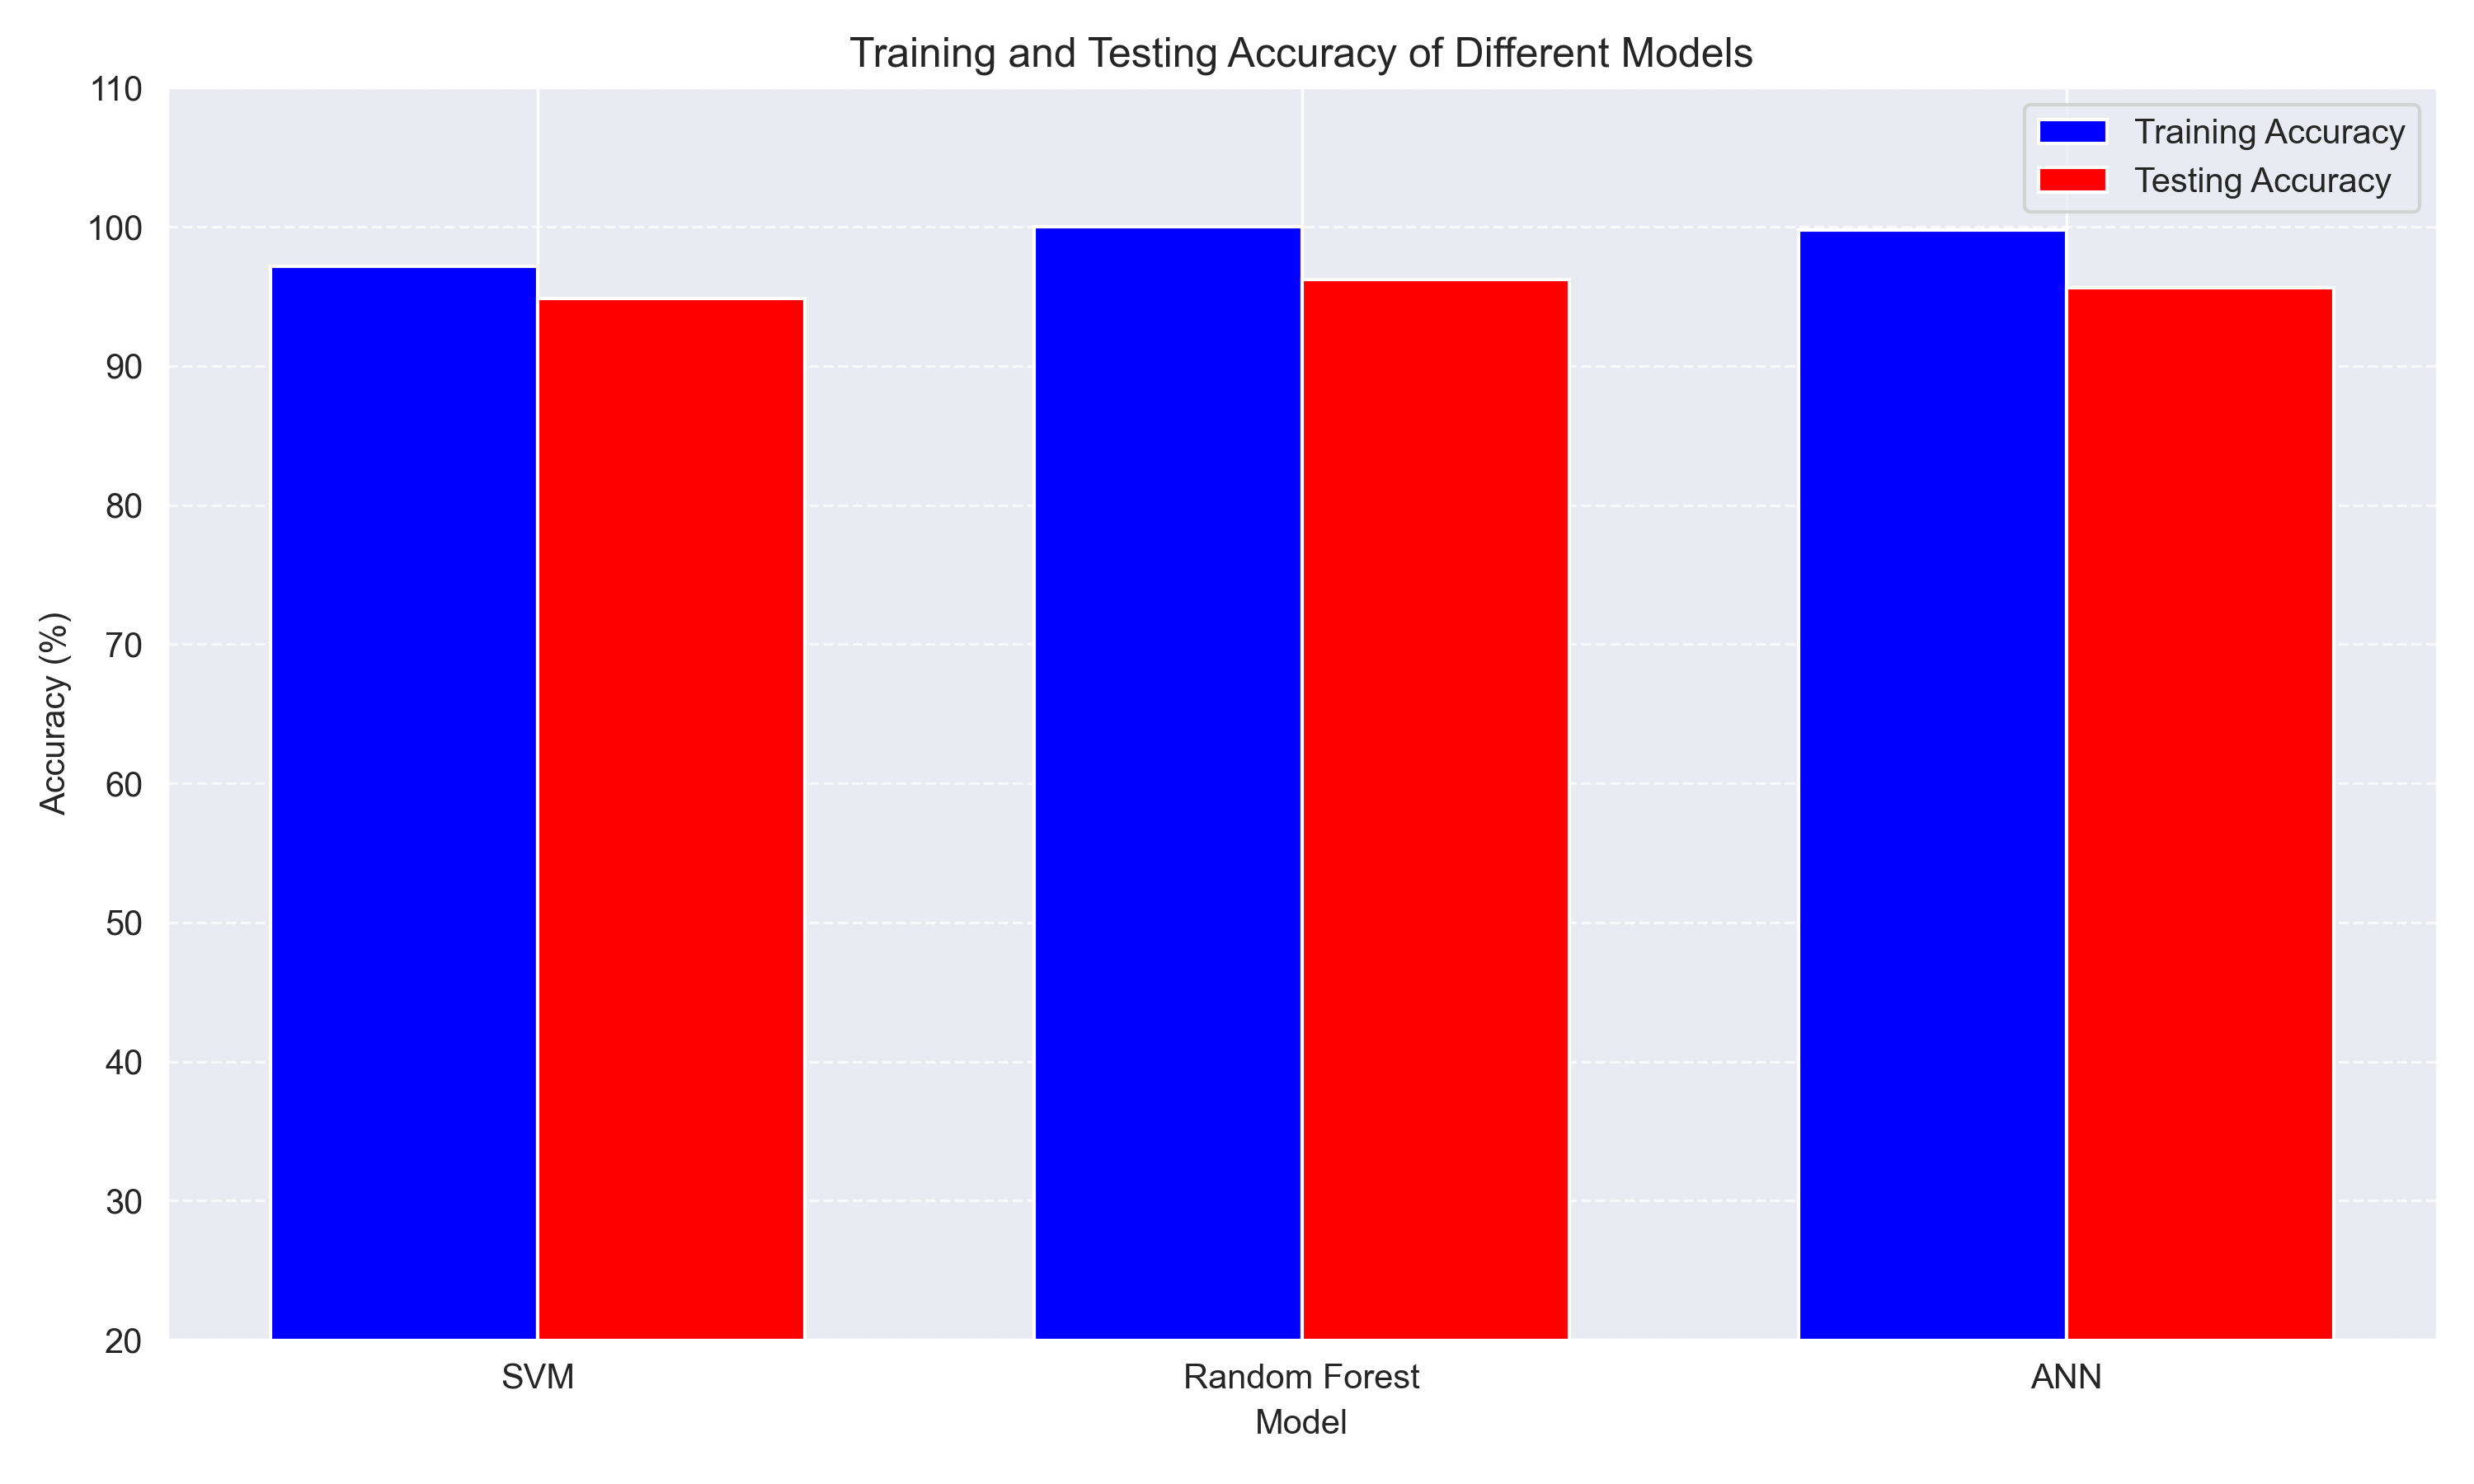 Training and Testing Accuracy of Different Models
Training Accuracy
Testing Accuracy
Accuracy (%)
110
100
90
80
70
60
50
40
30
20
SVM
Random Forest
ANN
Model